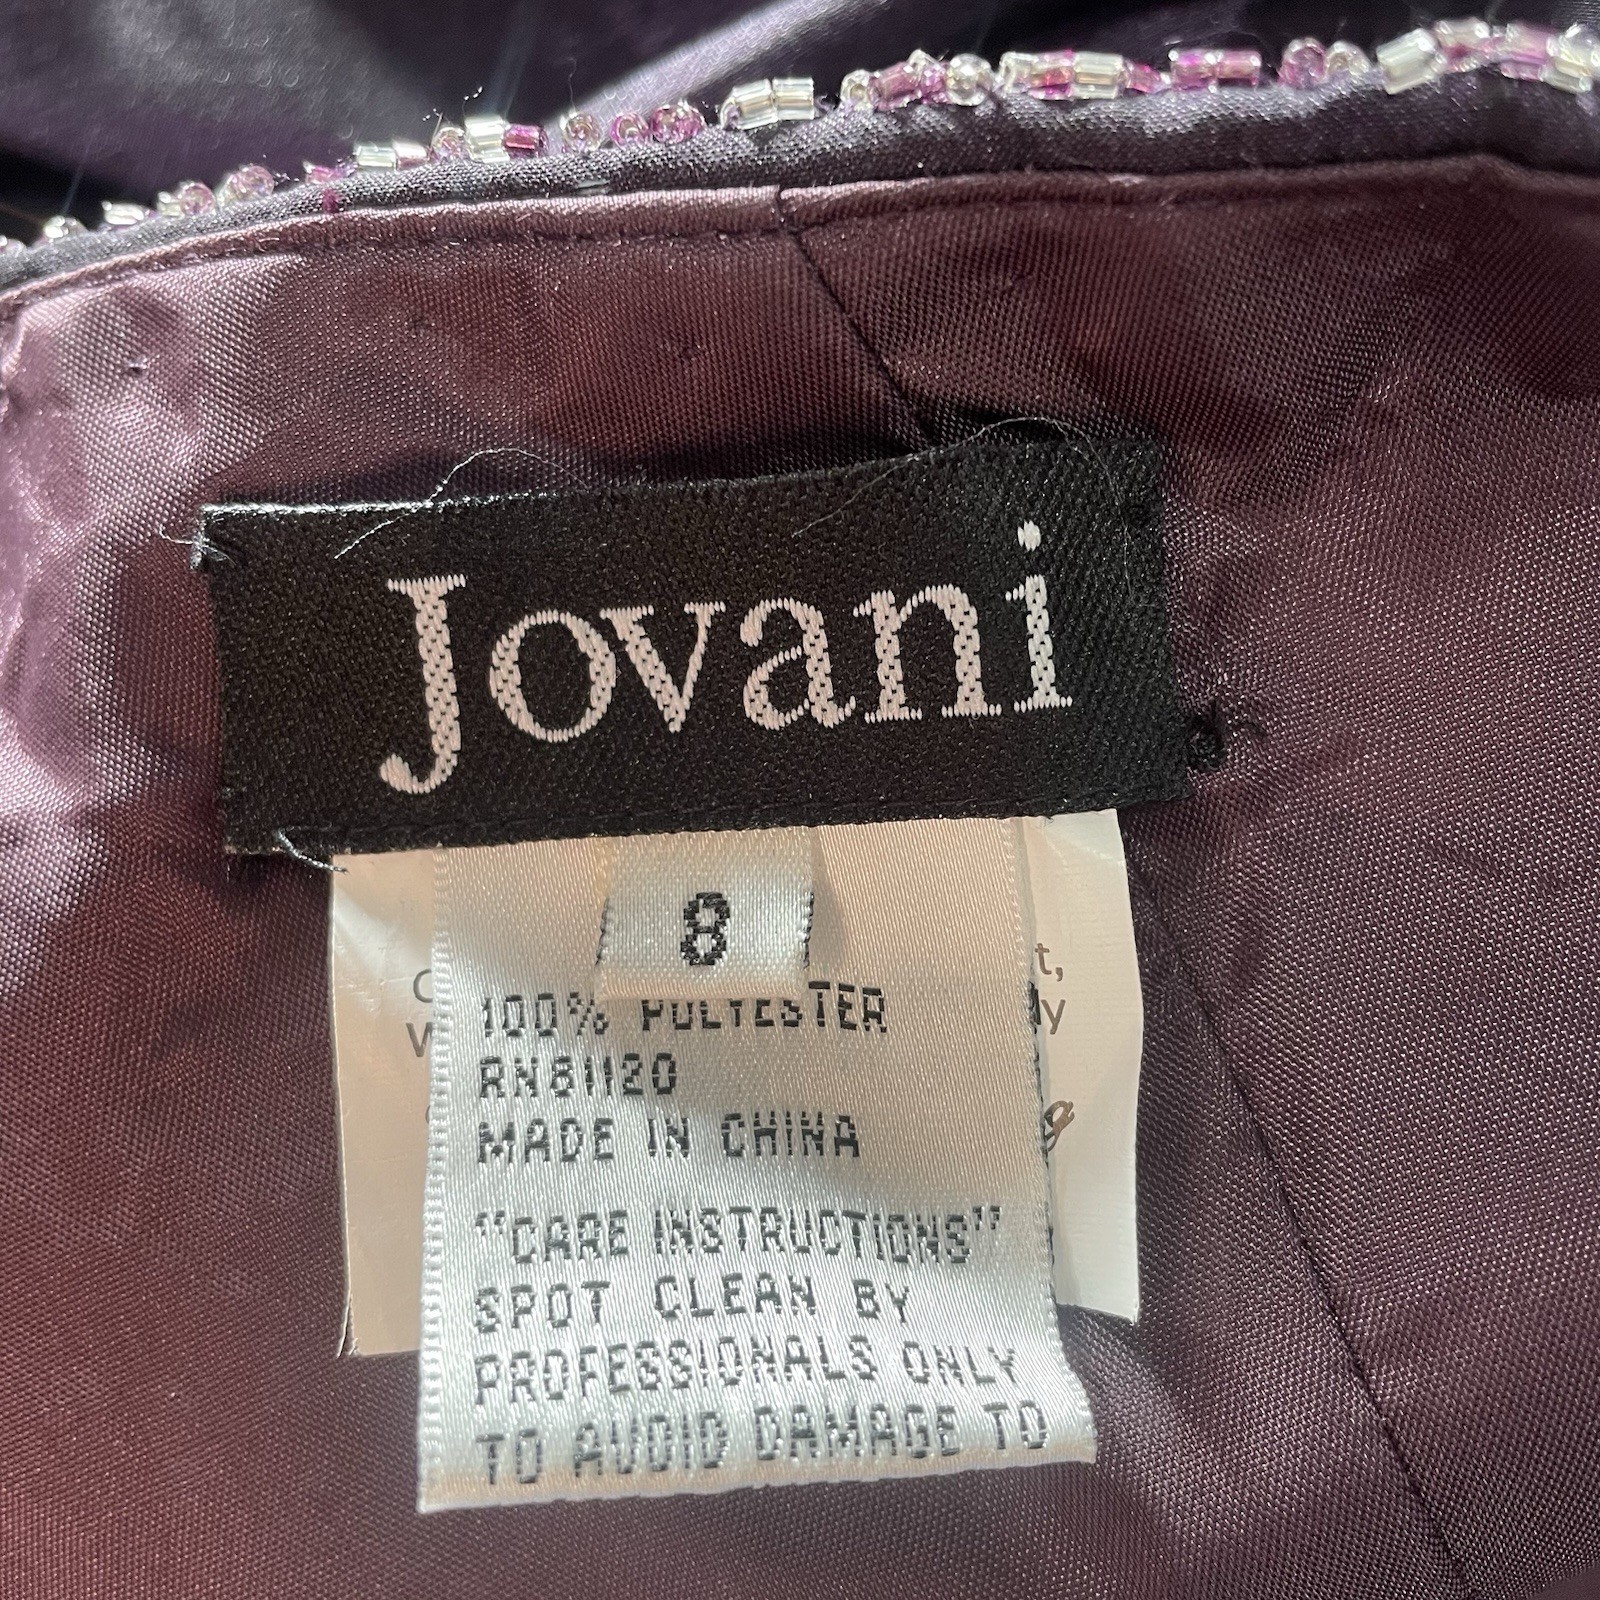 Jovani
8
100% POLYESTER
RN81120
MADE IN CHINA
"CARE INSTRUCTIONS"
SPOT CLEAN BY
PROFESSIONALS ONLY
TO AVOID DAMAGE TO